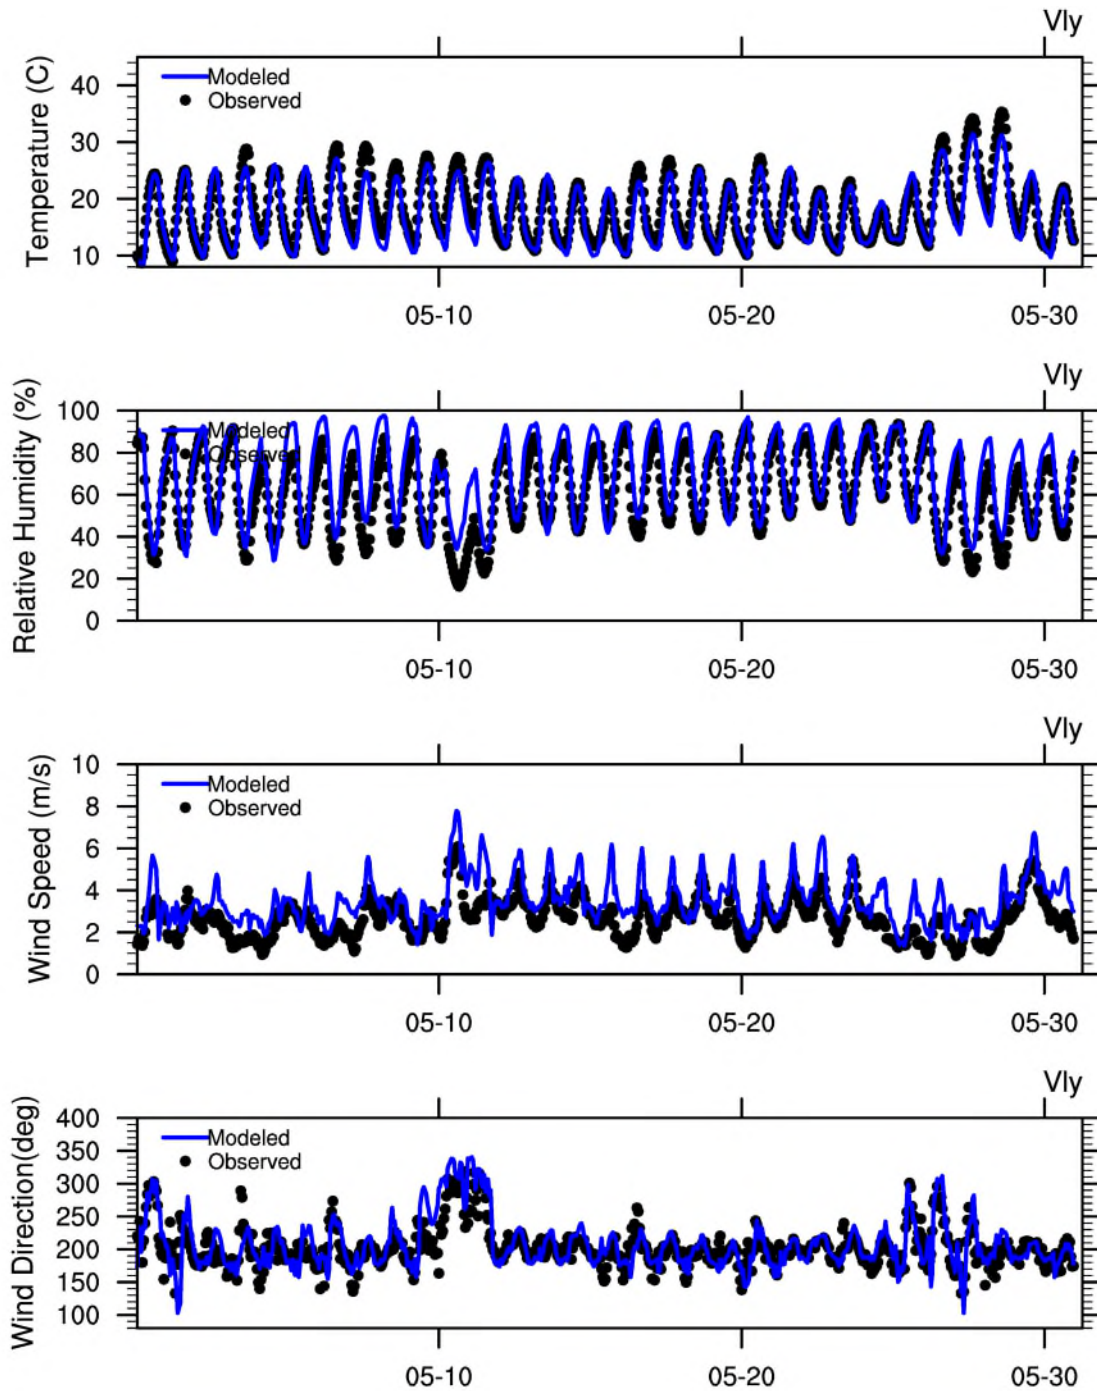 Vly
Temperature (C)
40
30
20
10
Modeled
Observed
05-10
05-20
05-30
Vly
Relative Humidity (%)
100
80
60
40
20
0
Modeled
Observed
05-10
05-20
05-30
Vly
Wind Speed (m/s)
10
8
6
4
2
0
Modeled
Observed
05-10
05-20
05-30
Vly
Wind Direction(deg)
400
350
300
250
200
150
100
Modeled
Observed
05-10
05-20
05-30